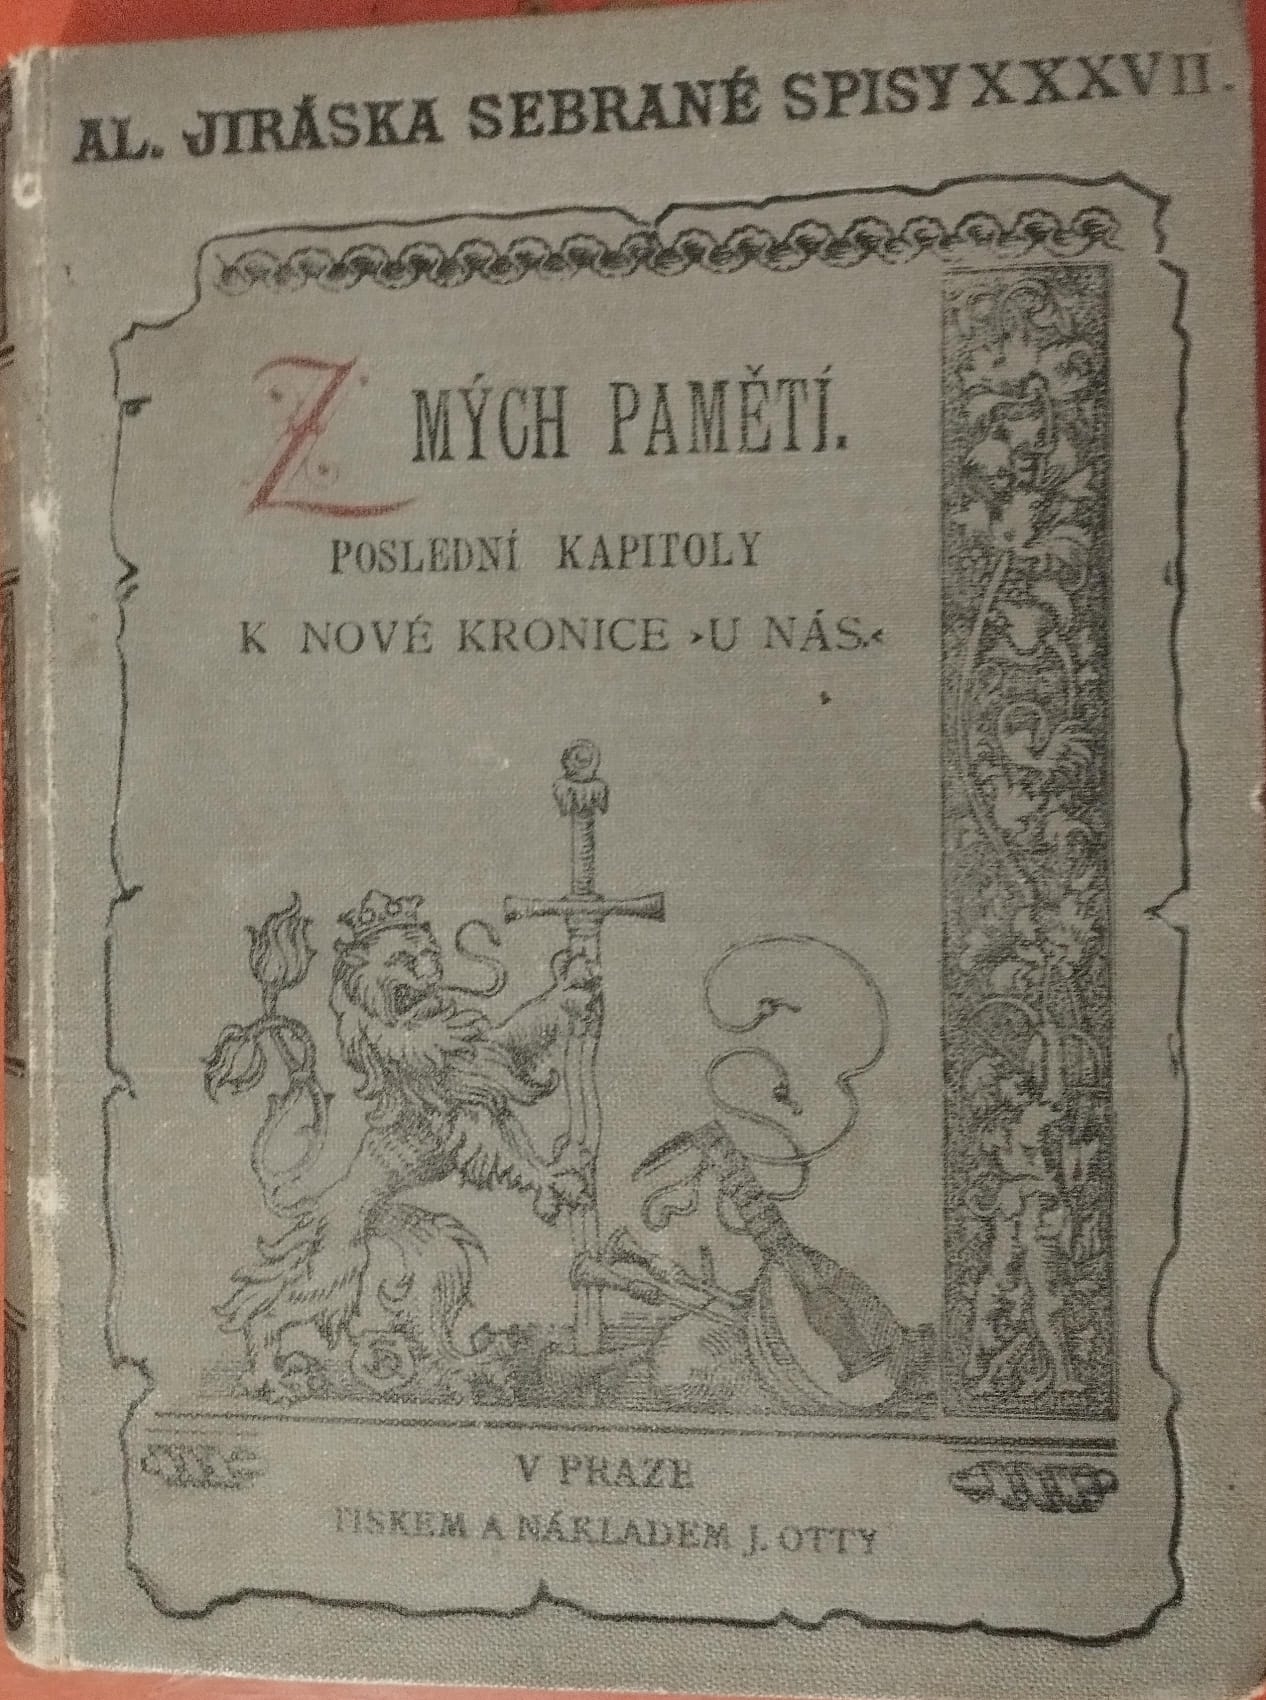 AL. JIRÁSKA SEBRANÉ SPISY XXXVII.
Z MÝCH PAMĚTÍ.
POSLEDNÍ KAPITOLY
K NOVÉ KRONICE ›U NÁS.‹
V PRAZE
TISKEM A NÁKLADEM J. OTTY